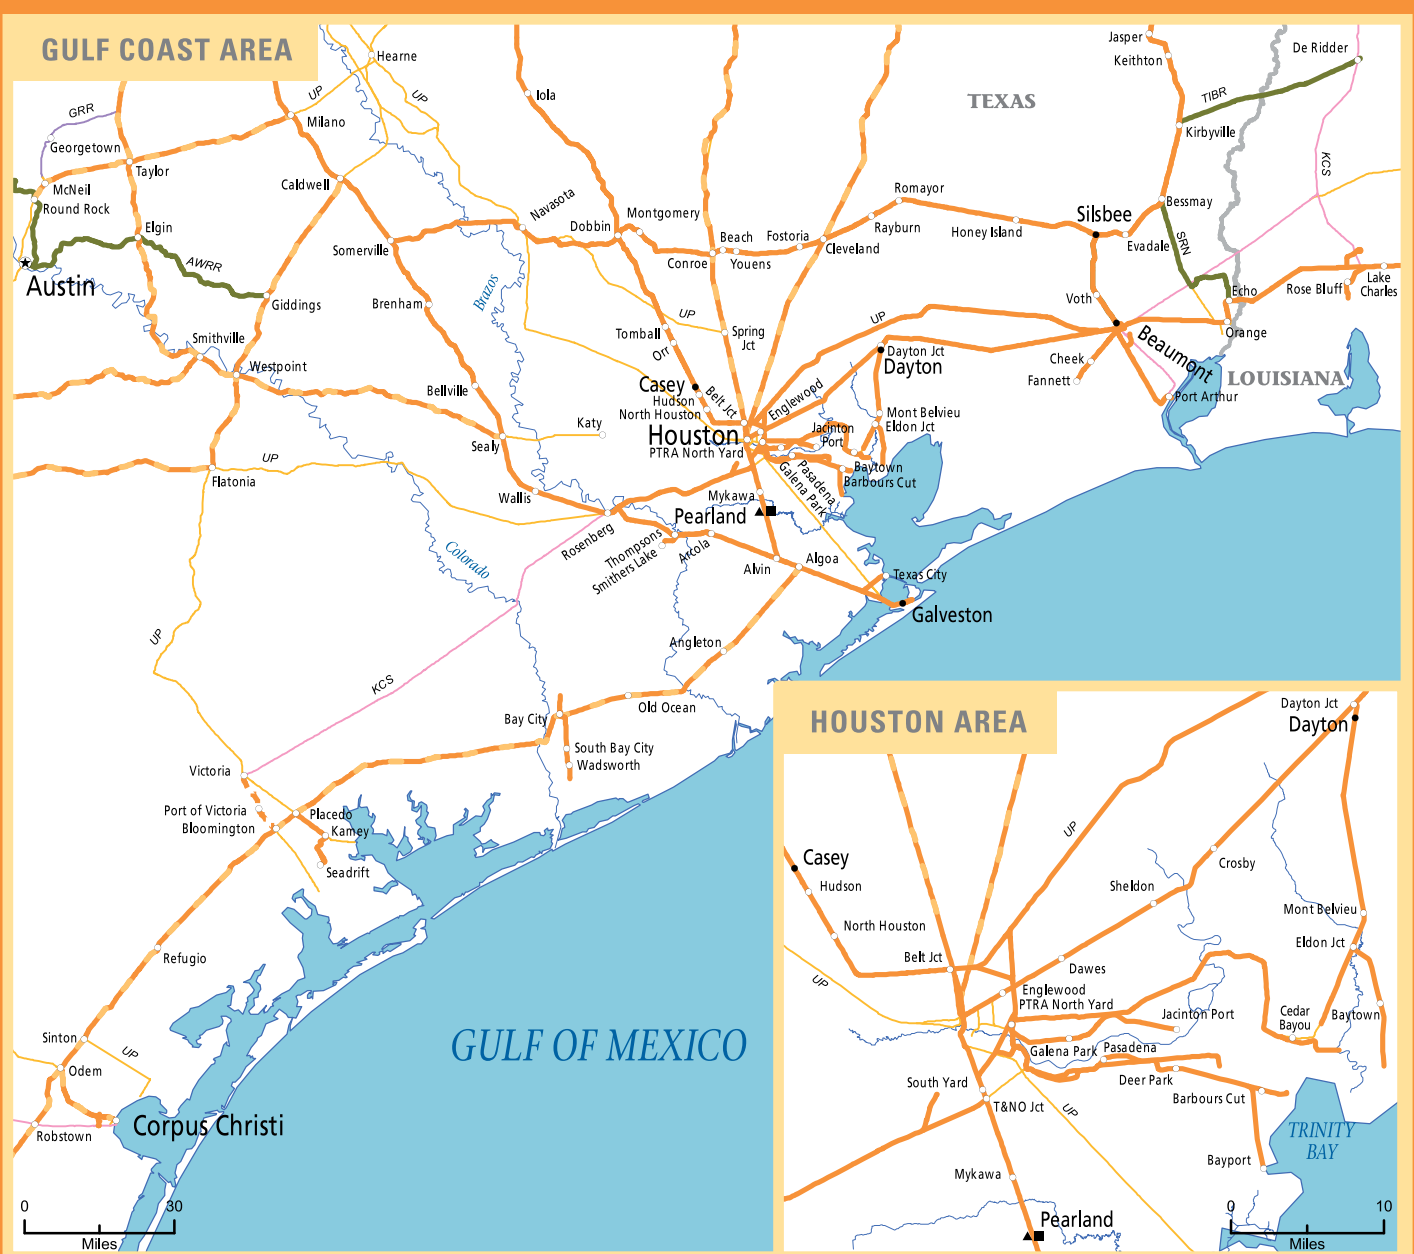 GULF COAST AREA
Hearne
Jasper
Keithton
De Ridder
UP
UP
Iola
TEXAS
TIBR
GRR
Milano
Kirbyville
Georgetown
Taylor
KCS
McNeil
Caldwell
Romayor
Bessmay
Round Rock
Navasota
Montgomery
Silsbee
Elgin
Dobbin
Rayburn
Honey Island
Evadale
SRN
Somerville
Beach
Fostoria
Cleveland
AWRR
Conroe
Youens
Lake
Charles
Austin
Giddings
Brenham
Brazos
Voth
Echo
Rose Bluff
UP
UP
Smithville
Tomball
Spring
Jct
Beaumont
Orange
Orr
Dayton Jct
Dayton
Cheek
Westpoint
Casey
Fannett
LOUISIANA
Bellville
Hudson
Belt Jct
Englewood
Port Arthur
North Houston
Mont Belvieu
Eldon Jct
Katy
Houston
Jacinton
Port
Sealy
PTRA North Yard
UP
Baytown
Barbours Cut
Pasadena
Galena Park
Flatonia
Wallis
Mykawa
Pearland
Rosenberg
Thompsons
Smithers Lake
Arcola
Colorado
Alvin
Algoa
Texas City
Galveston
UP
Angleton
KCS
Old Ocean
Bay City
South Bay City
Wadsworth
Victoria
Port of Victoria
Bloomington
Placedo
Kamey
Seadrift
Refugio
GULF OF MEXICO
Sinton
UP
Odem
Corpus Christi
Robstown
0 30
Miles
HOUSTON AREA
Dayton Jct
Dayton
UP
Casey
Crosby
Hudson
Sheldon
Mont Belvieu
North Houston
Eldon Jct
Belt Jct
Dawes
UP
Englewood
PTRA North Yard
Jacinton Port
Cedar
Bayou
Baytown
Galena Park
Pasadena
South Yard
Deer Park
Barbours Cut
T&NO Jct
UP
TRINITY
BAY
Bayport
Mykawa
Pearland
0 10
Miles